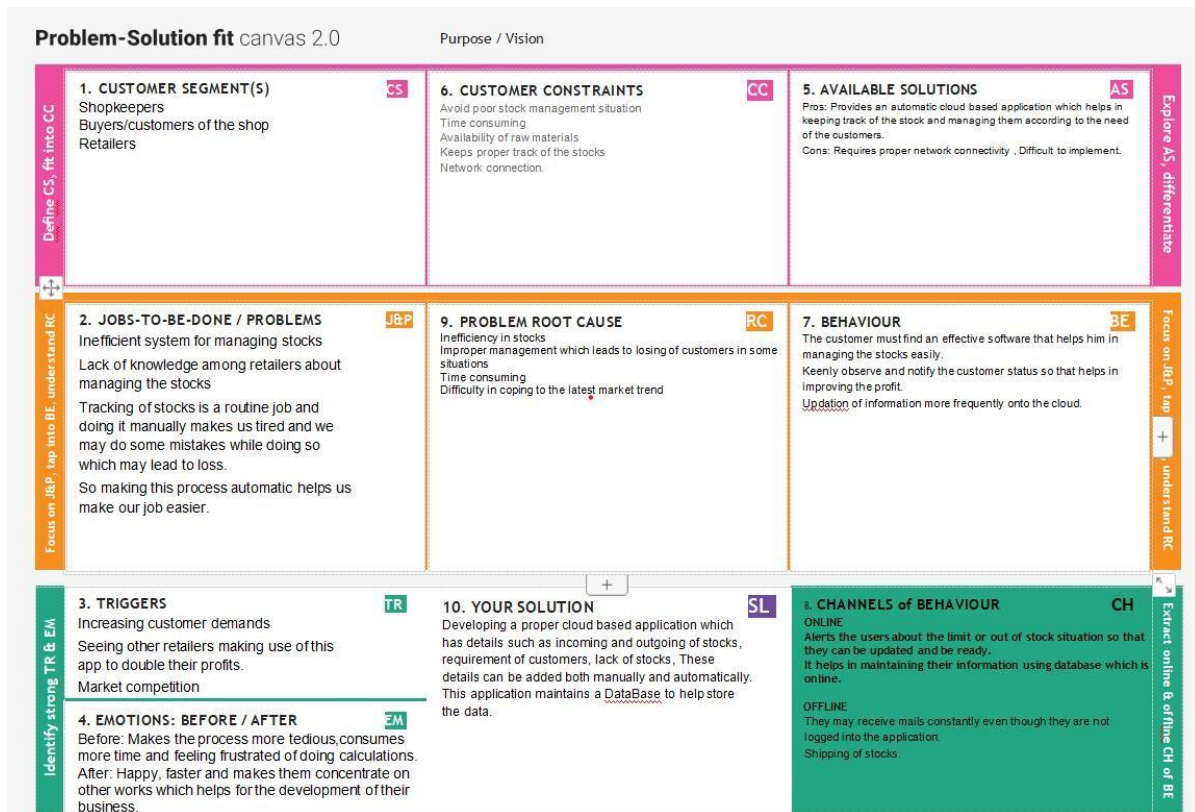 Problem-Solution fit canvas 2.0
Purpose / Vision
Define CS, fit into CC
1. CUSTOMER SEGMENT(S)
CS
Shopkeepers
Buyers/customers of the shop
Retailers
6. CUSTOMER CONSTRAINTS
CC
Avoid poor stock management situation
Time consuming
Availability of raw materials
Keeps proper track of the stocks
Network connection.
5. AVAILABLE SOLUTIONS
AS
Pros: Provides an automatic cloud based application which helps in
keeping track of the stock and managing them according to the need
of the customers.
Cons: Requires proper network connectivity , Difficult to implement.
Explore AS, differentiate
Focus on J&P, tap into BE, understand RC
2. JOBS-TO-BE-DONE / PROBLEMS
J&P
Inefficient system for managing stocks
Lack of knowledge among retailers about
managing the stocks
Tracking of stocks is a routine job and
doing it manually makes us tired and we
may do some mistakes while doing so
which may lead to loss.
So making this process automatic helps us
make our job easier.
9. PROBLEM ROOT CAUSE
RC
Inefficiency in stocks
Improper management which leads to losing of customers in some
situations
Time consuming
Difficulty in coping to the latest market trend
7. BEHAVIOUR
BE
The customer must find an effective software that helps him in
managing the stocks easily.
Keenly observe and notify the customer status so that helps in
improving the profit.
Updation of information more frequently onto the cloud.
Focus on J&P, tap , understand RC
Identify strong TR & EM
3. TRIGGERS
TR
Increasing customer demands
Seeing other retailers making use of this
app to double their profits.
Market competition
4. EMOTIONS: BEFORE / AFTER
EM
Before: Makes the process more tedious,consumes
more time and feeling frustrated of doing calculations.
After: Happy, faster and makes them concentrate on
other works which helps for the development of their
business.
10. YOUR SOLUTION
SL
Developing a proper cloud based application which
has details such as incoming and outgoing of stocks,
requirement of customers, lack of stocks, These
details can be added both manually and automatically.
This application maintains a DataBase to help store
the data.
8. CHANNELS of BEHAVIOUR
CH
ONLINE
Alerts the users about the limit or out of stock situation so that
they can be updated and be ready.
It helps in maintaining their information using database which is
online.
OFFLINE
They may receive mails constantly even though they are not
logged into the application.
Shipping of stocks.
Extract online & offline CH of BE